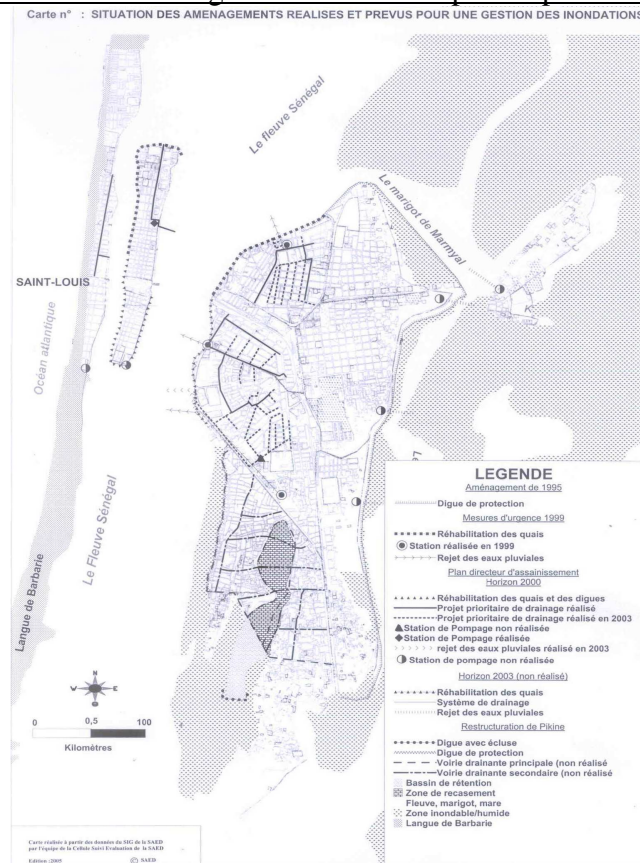 Carte n° : SITUATION DES AMENAGEMENTS REALISES ET PREVUS POUR UNE GESTION DES INONDATIONS
Le fleuve Sénégal
Le marigot de Marmyal
SAINT-LOUIS
Océan atlantique
Le Fleuve Sénégal
Langue de Barbarie
K
Le
N
W E
S
0 0,5 100
Kilomètres
LEGENDE
Aménagement de 1995
Digue de protection
Mesures d'urgence 1999
Réhabilitation des quais
Station réalisée en 1999
Rejet des eaux pluviales
Plan directeur d'assainissement
Horizon 2000
Réhabilitation des quais et des digues
Projet prioritaire de drainage réalisé
Projet prioritaire de drainage réalisé en 2003
Station de Pompage non réalisée
Station de Pompage réalisée
rejet des eaux pluviales réalisé en 2003
Station de pompage non réalisée
Horizon 2003 (non réalisé)
Réhabilitation des quais
Système de drainage
Rejet des eaux pluviales
Restructuration de Pikine
Digue avec écluse
Digue de protection
Voirie drainante principale (non réalisé
Voirie drainante secondaire (non réalisé
Bassin de rétention
Zone de recasement
Fleuve, marigot, mare
Zone inondable/humide
Langue de Barbarie
Carte réalisée à partir des données du SIG de la SAED
par l'équipe de la Cellule Suivi Evaluation de la SAED
Edition :2005 © SAED